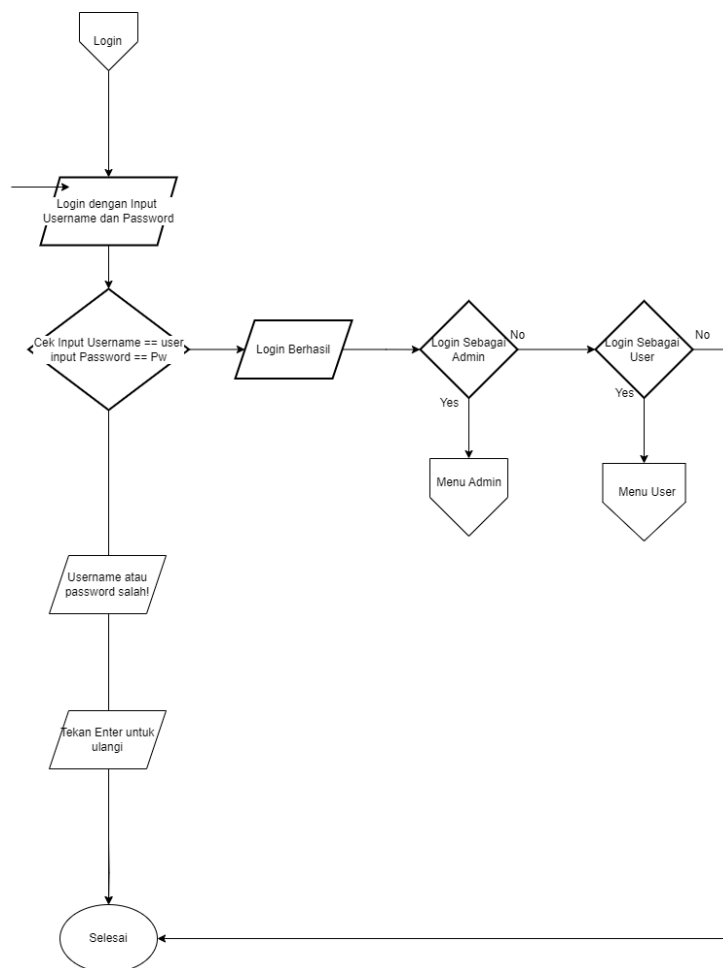 Login
Login dengan Input
Username dan Password
Cek Input Username == user
input Password == Pw
Login Berhasil
Login Sebagai
Admin
No
Login Sebagai
User
No
Yes
Yes
Menu Admin
Menu User
Username atau
password salah!
Tekan Enter untuk
ulangi
Selesai